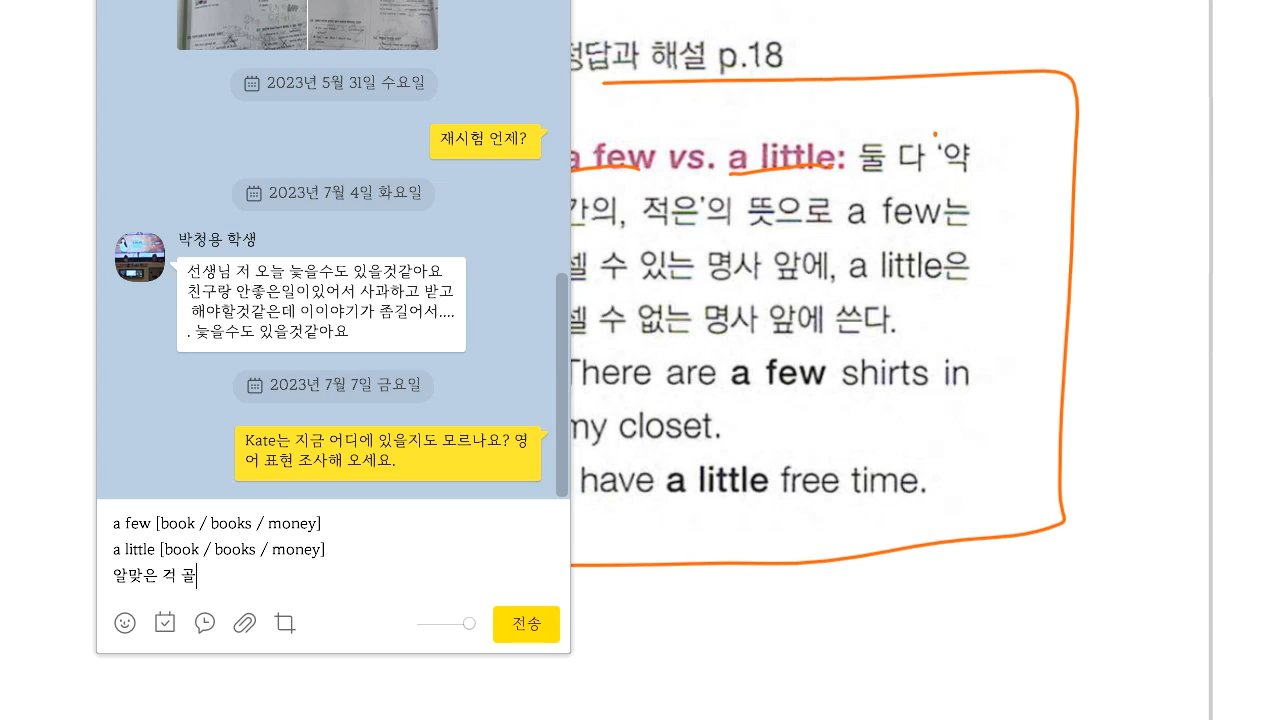 2023년 5월 31일 수요일
재시험 언제?
2023년 7월 4일 화요일
박청용 학생
선생님 저 오늘 늦을수도 있을것같아요
친구랑 안좋은일이있어서 사과하고 받고
해야할것같은데 이이야기가 좀길어서....
. 늦을수도 있을것같아요
2023년 7월 7일 금요일
Kate는 지금 어디에 있을지도 모르나요? 영
어 표현 조사해 오세요.
a few [book / books / money]
a little [book / books / money]
알맞은 걱 골
전송
정답과 해설 p.18
a few vs. a little: 둘 다 '약
간의, 적은'의 뜻으로 a few는
셀 수 있는 명사 앞에, a little은
셀 수 없는 명사 앞에 쓴다.
There are a few shirts in
my closet.
have a little free time.